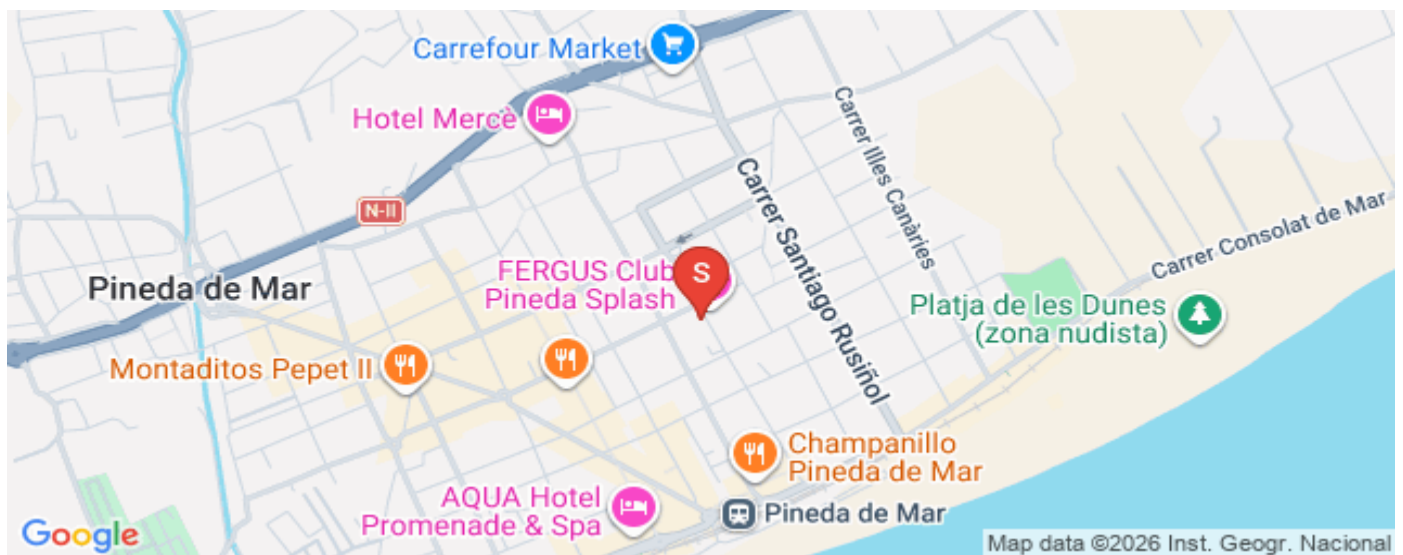 Carrefour Market
Hotel Mercè
Carrer Illes Canàries
Carrer Santiago Rusiñol
Carrer Consolat de Mar
N-II
FERGUS Club
Pineda Splash
S
Pineda de Mar
Platja de les Dunes
(zona nudista)
Montaditos Pepet II
Champanillo
Pineda de Mar
AQUA Hotel
Promenade & Spa
Pineda de Mar
Google
Map data ©2026 Inst. Geogr. Nacional